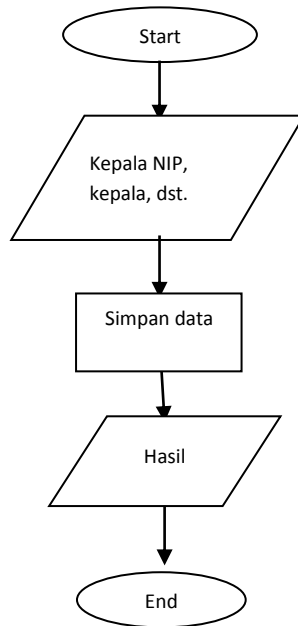 Start
Kepala NIP,
kepala, dst.
Simpan data
Hasil
End